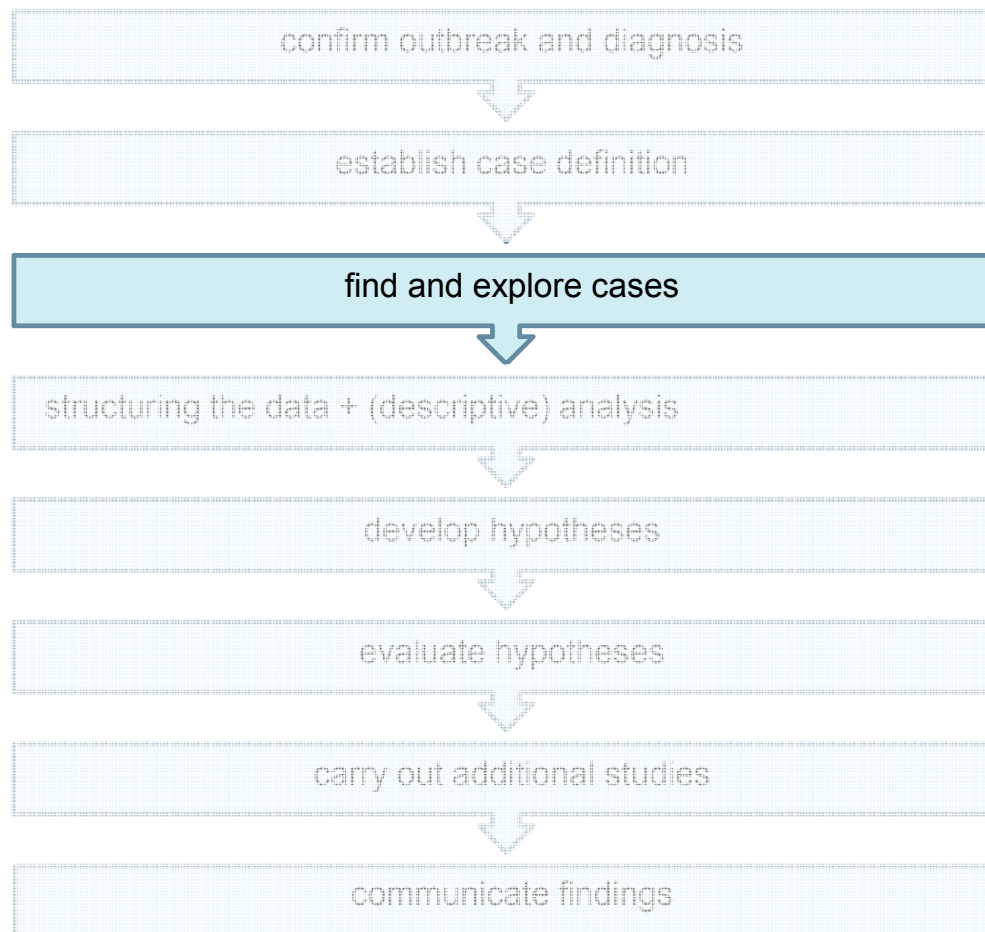 confirm outbreak and diagnosis
establish case definition
find and explore cases
structuring the data + (descriptive) analysis
develop hypotheses
evaluate hypotheses
carry out additional studies
communicate findings